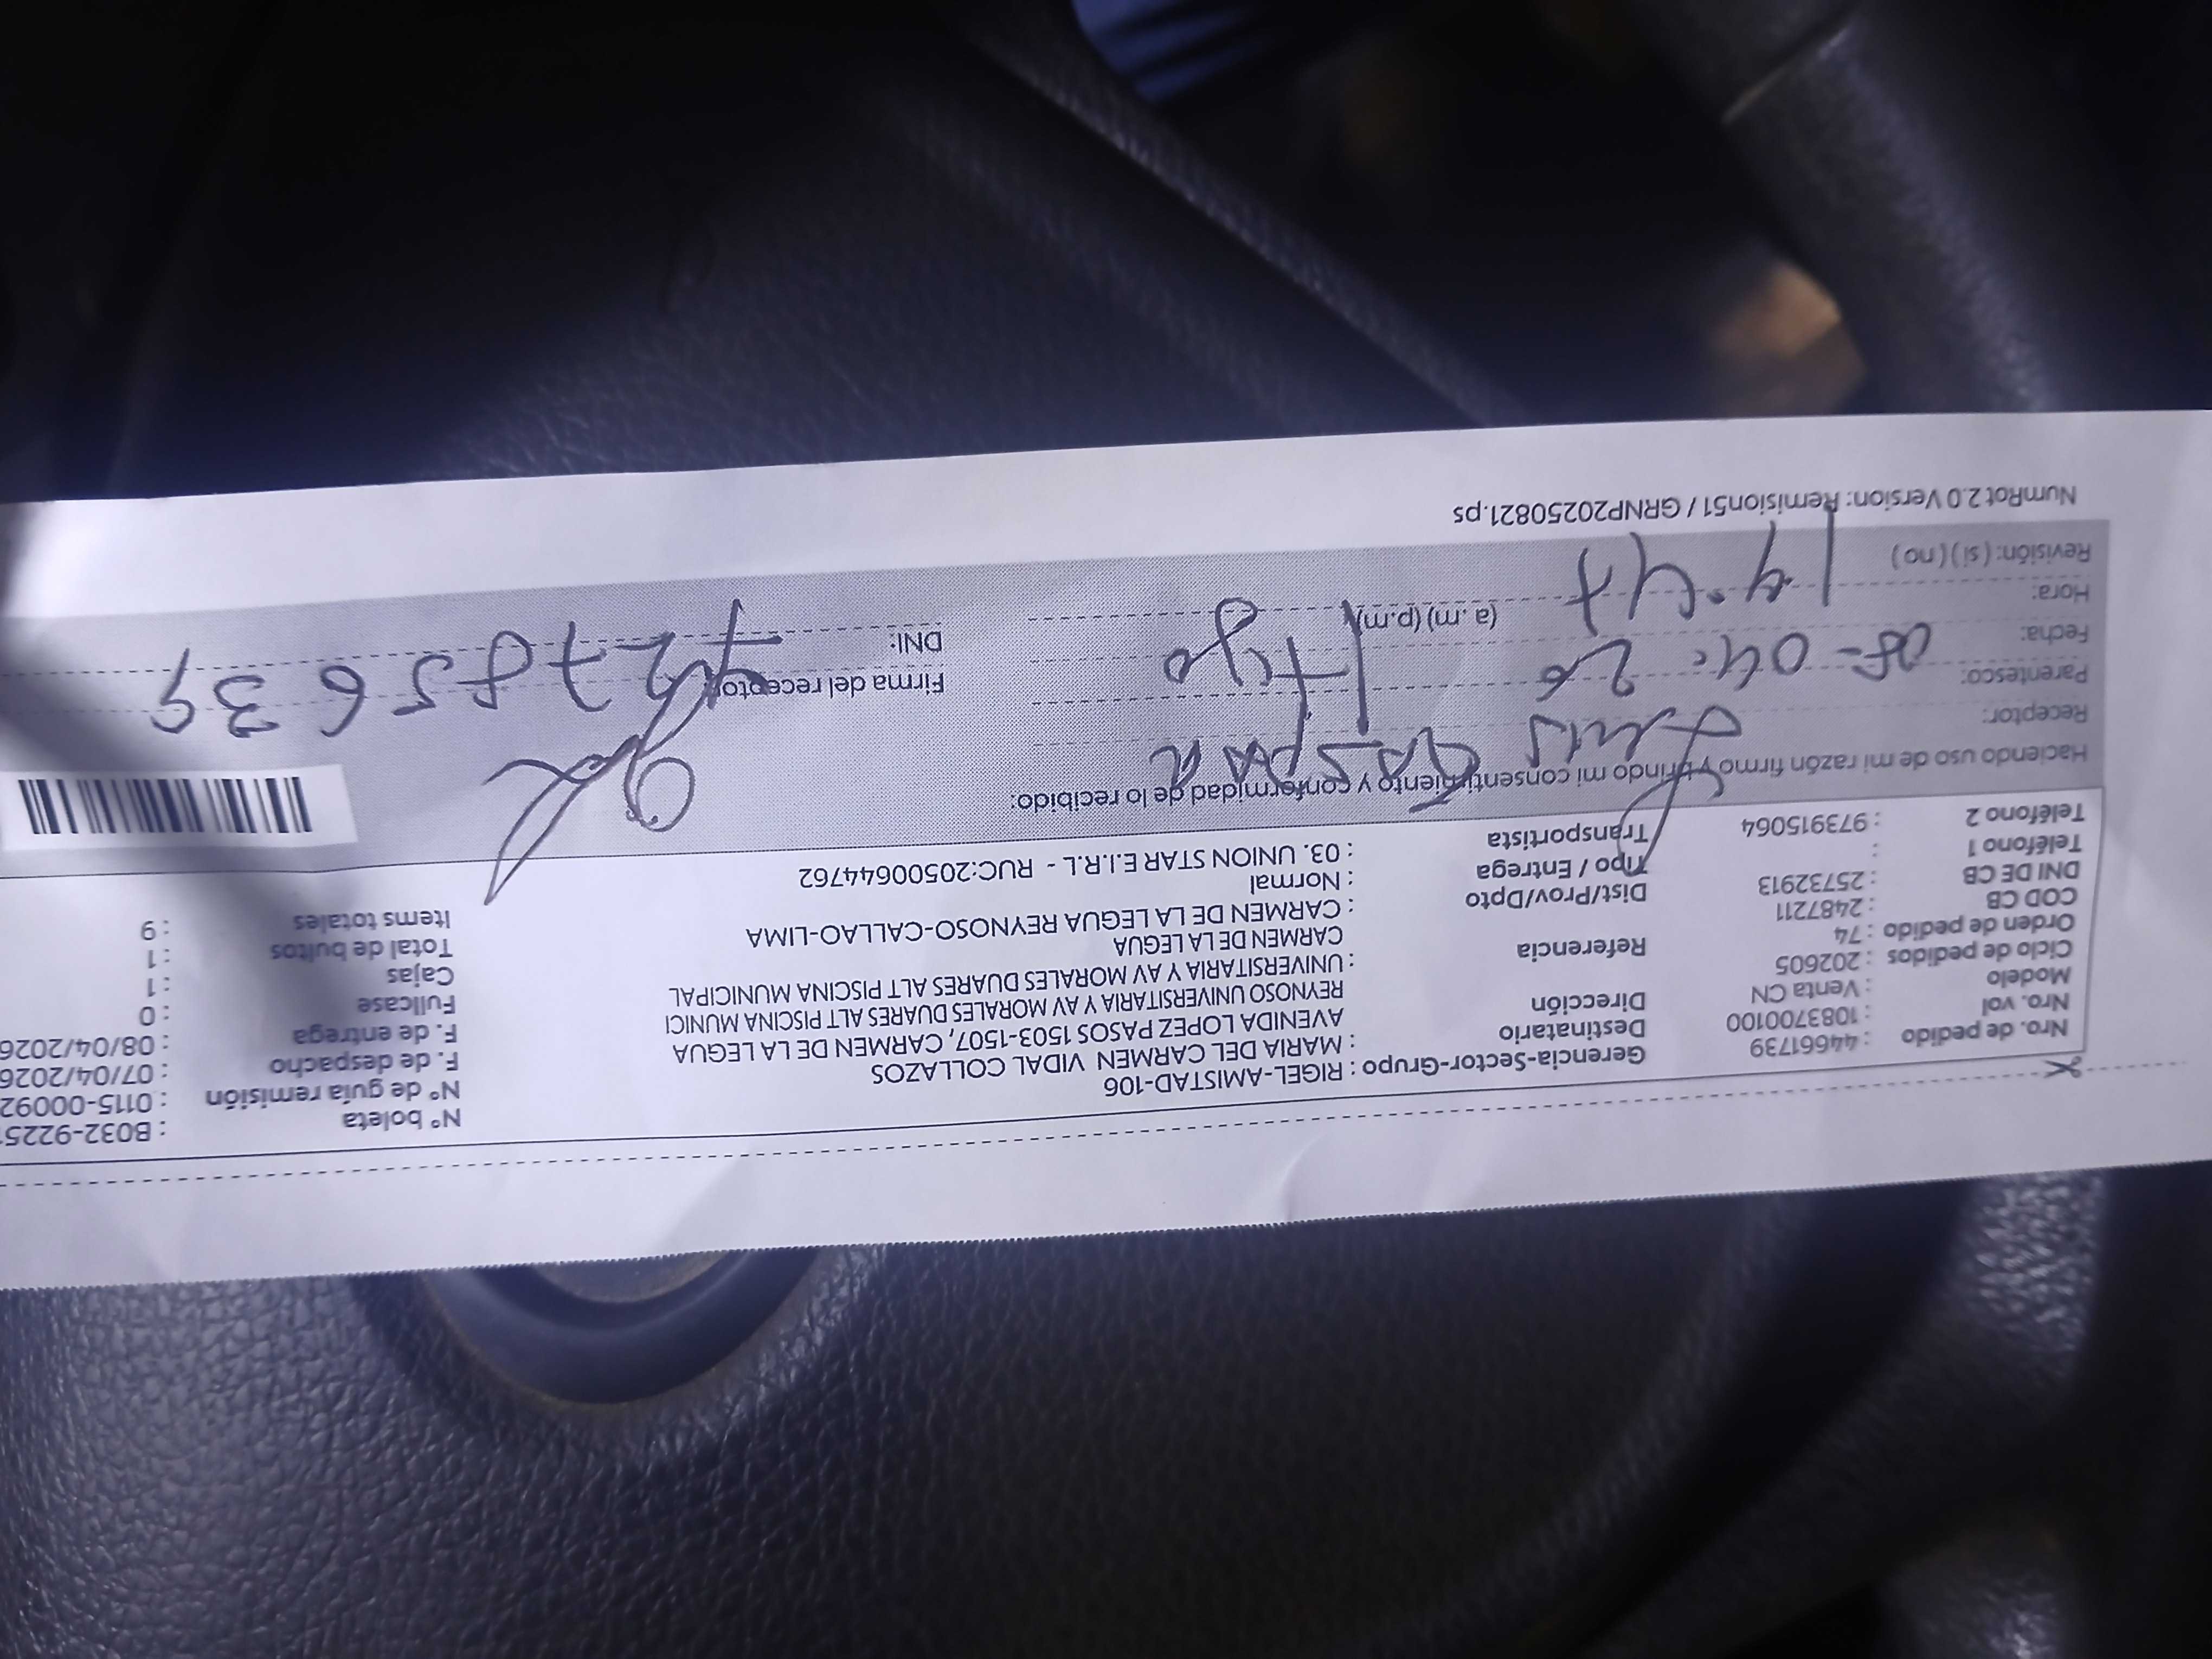 Nº boleta : B032-9225
Nº de guía remisión : 0115-00092
F. de despacho : 07/04/2026
F. de entrega : 08/04/2026
Fullcase : 0
Cajas : 1
Total de bultos : 1
Items totales : 9
Gerencia-Sector-Grupo : RIGEL-AMISTAD-106
Destinatario : MARIA DEL CARMEN VIDAL COLLAZOS
Dirección AVENIDA LOPEZ PASOS 1503-1507, CARMEN DE LA LEGUA
REYNOSO UNIVERSITARIA Y AV MORALES DUARES ALT PISCINA MUNICI
Referencia : UNIVERSITARIA Y AV MORALES DUARES ALT PISCINA MUNICIPAL
CARMEN DE LA LEGUA
Dist/Prov/Dpto : CARMEN DE LA LEGUA REYNOSO-CALLAO-LIMA
Tipo / Entrega : Normal
Transportista : 03. UNION STAR E.I.R.L - RUC:20500644762
Nro. de pedido : 44661739
Nro. vol : 1083700100
Modelo : Venta CN
Ciclo de pedidos : 202605
Orden de pedido : 74
COD CB : 2487211
DNI DE CB : 25732913
Teléfono 1 :
Teléfono 2 : 973915064
Haciendo uso de mi razón firmo y brindo mi consentimiento y conformidad de lo recibido:
Receptor: Luis GASPAR
Parentesco: Hijo
Fecha: 04 26
Hora: (a. m) (p.m)
Revisión: ( si ) ( no )
Firma del receptor:
DNI:
NumRot 2.0 Version: Remision51 / GRNP20250821.ps